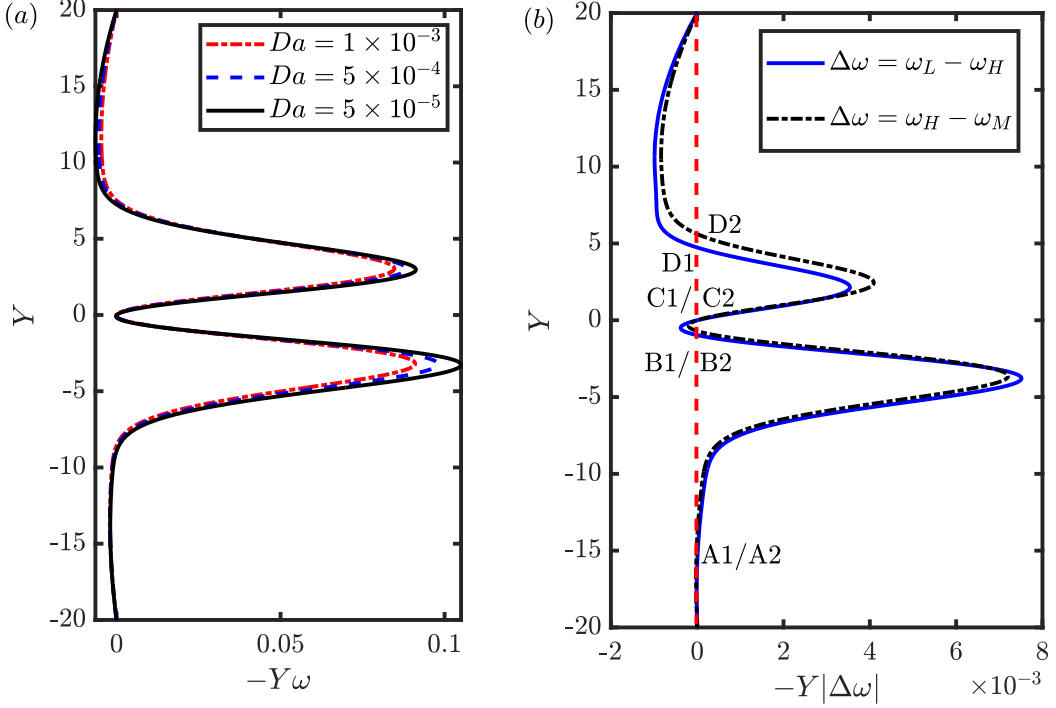 (a)
Da = 1 × 10⁻³
Da = 5 × 10⁻⁴
Da = 5 × 10⁻⁵
20
15
10
5
0
-5
-10
-15
-20
Y
0
0.05
0.1
−Yω
(b)
Δω = ω_L − ω_H
Δω = ω_H − ω_M
20
15
10
5
0
-5
-10
-15
-20
Y
D2
D1
C1/ C2
B1/ B2
A1/A2
-2
0
2
4
6
8
−Y|Δω|
×10⁻³